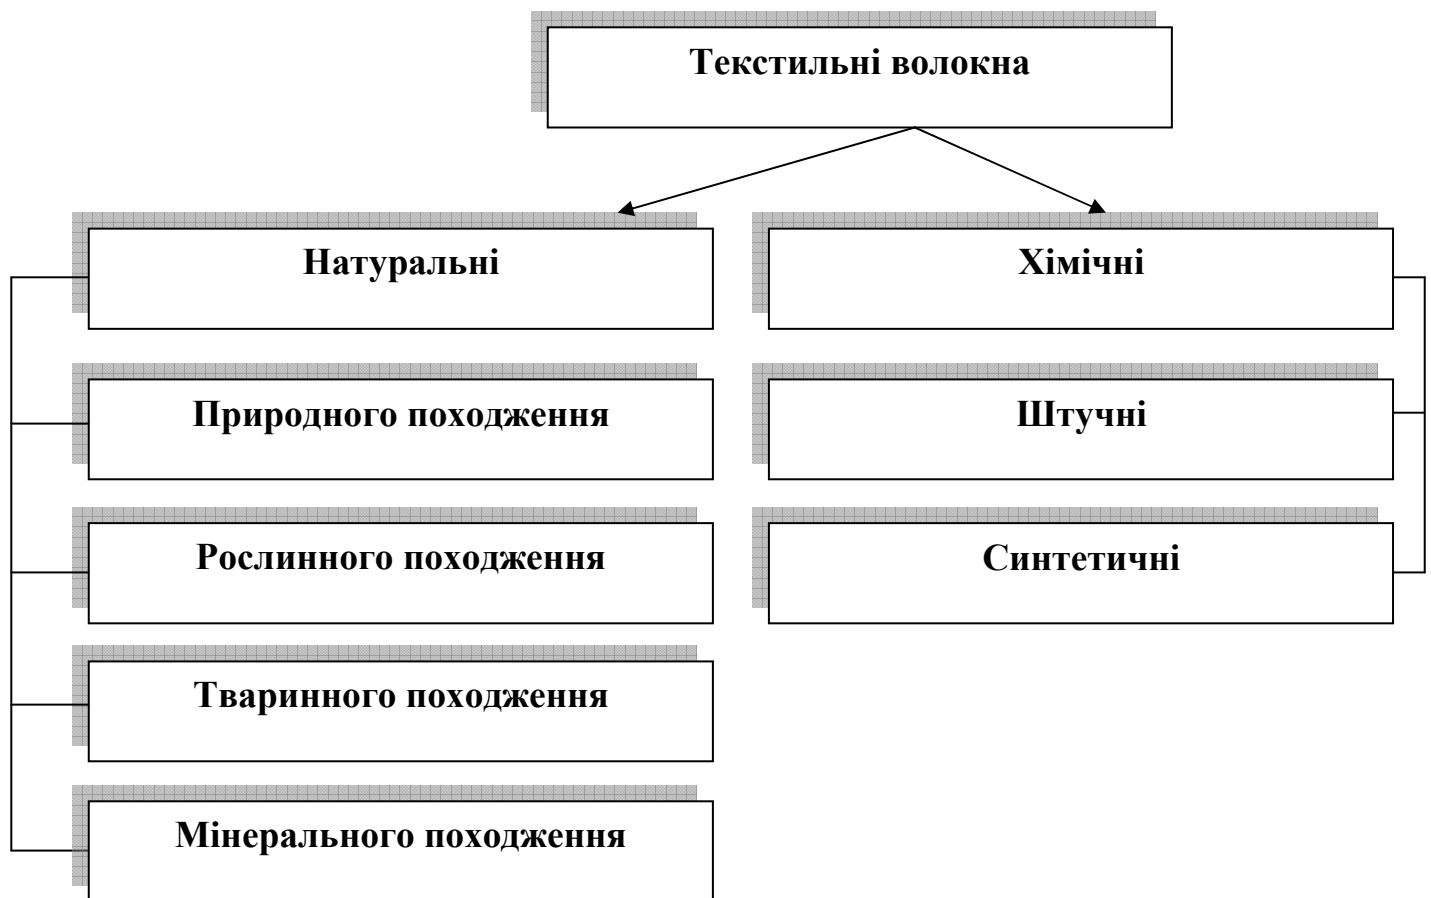 Текстильні волокна
Натуральні
Хімічні
Природного походження
Штучні
Рослинного походження
Синтетичні
Тваринного походження
Мінерального походження